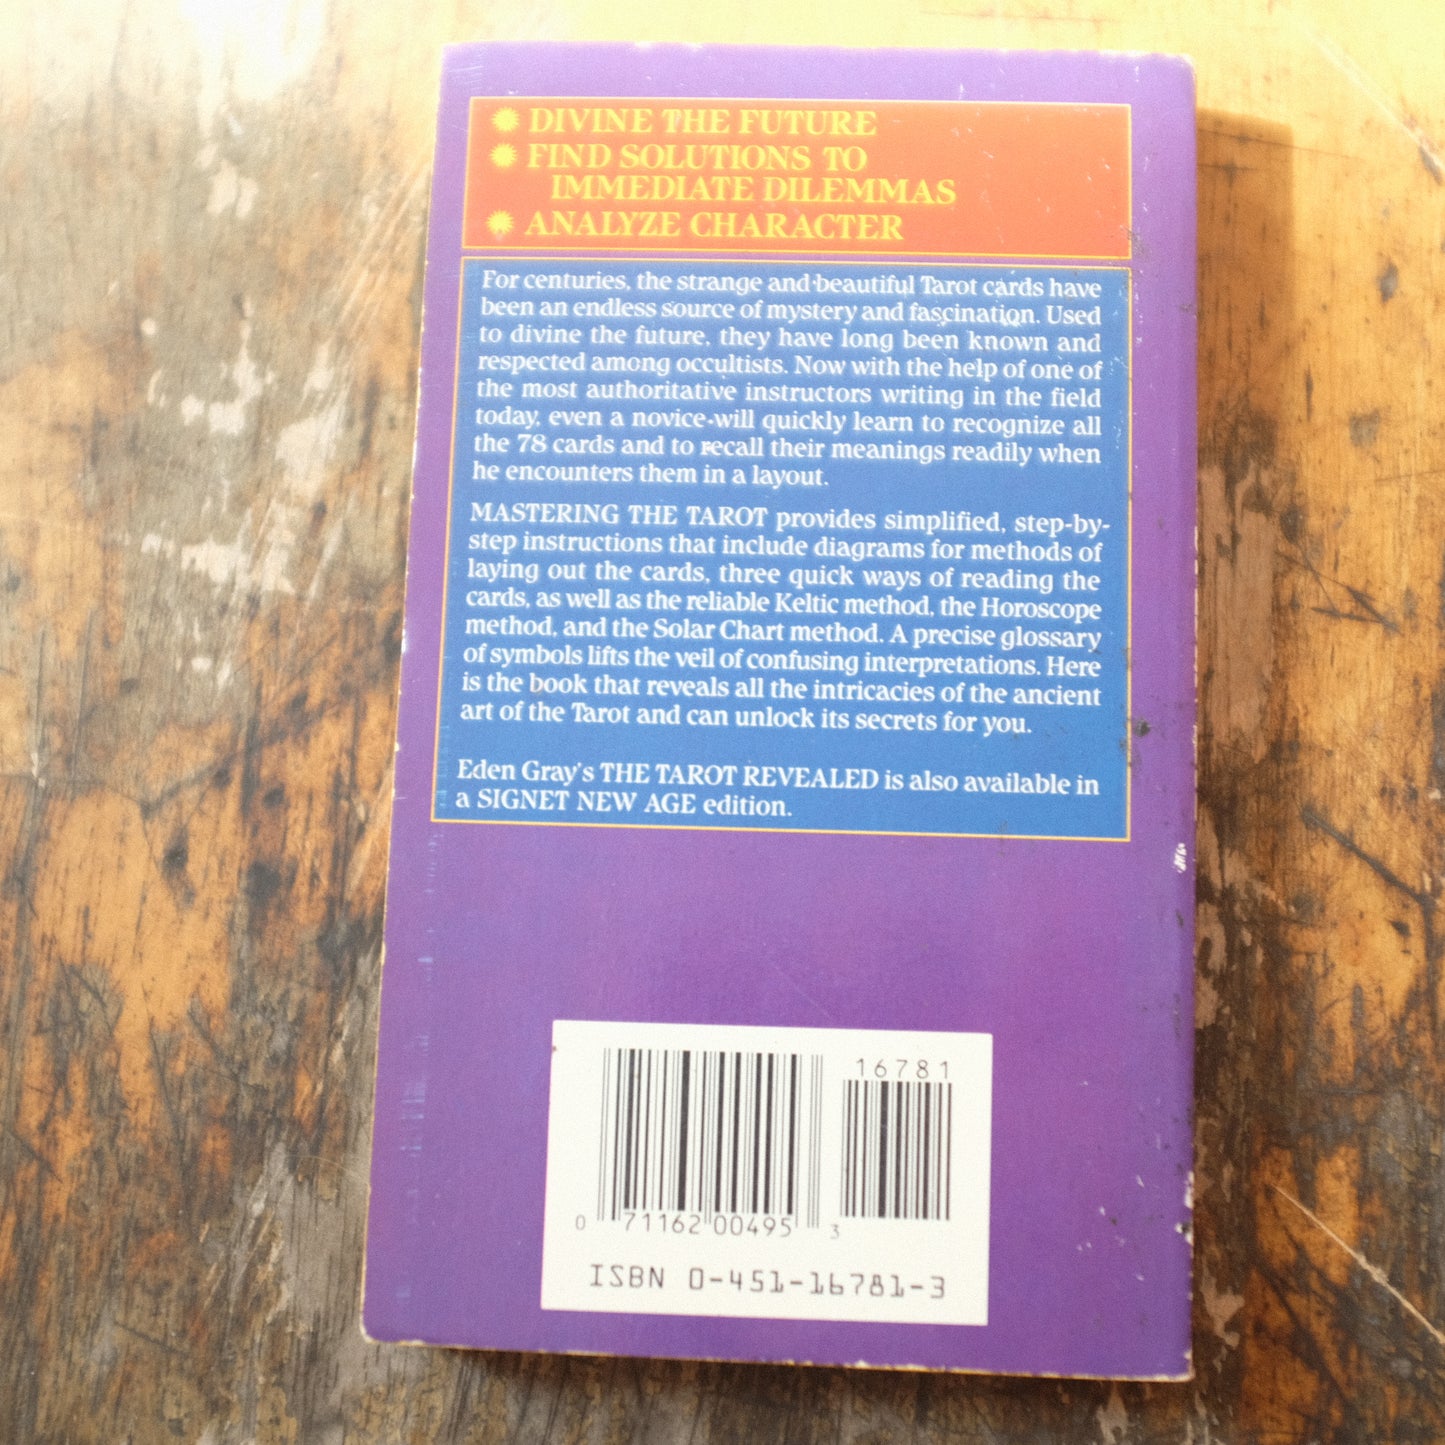 DIVINE THE FUTURE
FIND SOLUTIONS TO
IMMEDIATE DILEMMAS
ANALYZE CHARACTER
For centuries, the strange and beautiful Tarot cards have
been an endless source of mystery and fascination. Used
to divine the future, they have long been known and
respected among occultists. Now with the help of one of
the most authoritative instructors writing in the field
today, even a novice will quickly learn to recognize all
the 78 cards and to recall their meanings readily when
he encounters them in a layout.
MASTERING THE TAROT provides simplified, step-by-
step instructions that include diagrams for methods of
laying out the cards, three quick ways of reading the
cards, as well as the reliable Keltic method, the Horoscope
method, and the Solar Chart method. A precise glossary
of symbols lifts the veil of confusing interpretations. Here
is the book that reveals all the intricacies of the ancient
art of the Tarot and can unlock its secrets for you.
Eden Gray's THE TAROT REVEALED is also available in
a SIGNET NEW AGE edition.
16781
0 71162 00495 3
ISBN 0-451-16781-3